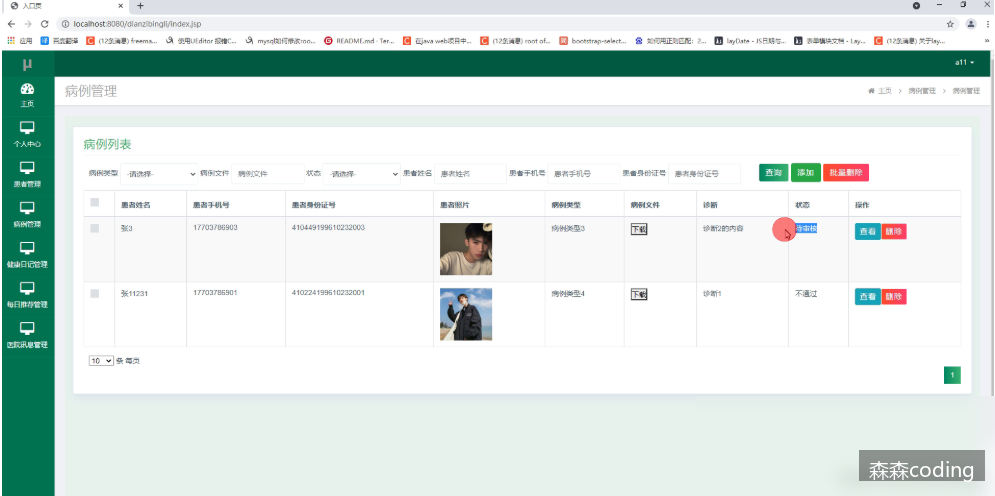 入口页
localhost:8080/dianzibingli/index.jsp
应用 百度翻译 (12条消息) freema... 使用UEditor 报错C... mysql如何修改roo... README.md · Ter... 在java web项目中... (12条消息) root of... bootstrap-select... 如何用正则匹配：2... layDate - JS日期与... 表单模块文档 - Lay... (12条消息) 关于lay...
μ
a11
主页
个人中心
患者管理
病例管理
健康日记管理
每日推荐管理
医院讯息管理
病例管理
主页 > 病例管理 > 病例管理
病例列表
病例类型 -请选择- 病例文件 病例文件 状态 -请选择- 患者姓名 患者姓名 患者手机号 患者手机号 患者身份证号 患者身份证号 查询 添加 批量删除
患者姓名 患者手机号 患者身份证号 患者照片 病例类型 病例文件 诊断 状态 操作
张3 17703786903 410449199610232003 病例类型3 下载 诊断2的内容 待审核 查看 删除
张11231 17703786901 410224199610232001 病例类型4 下载 诊断1 不通过 查看 删除
10 条 每页
1
森森coding